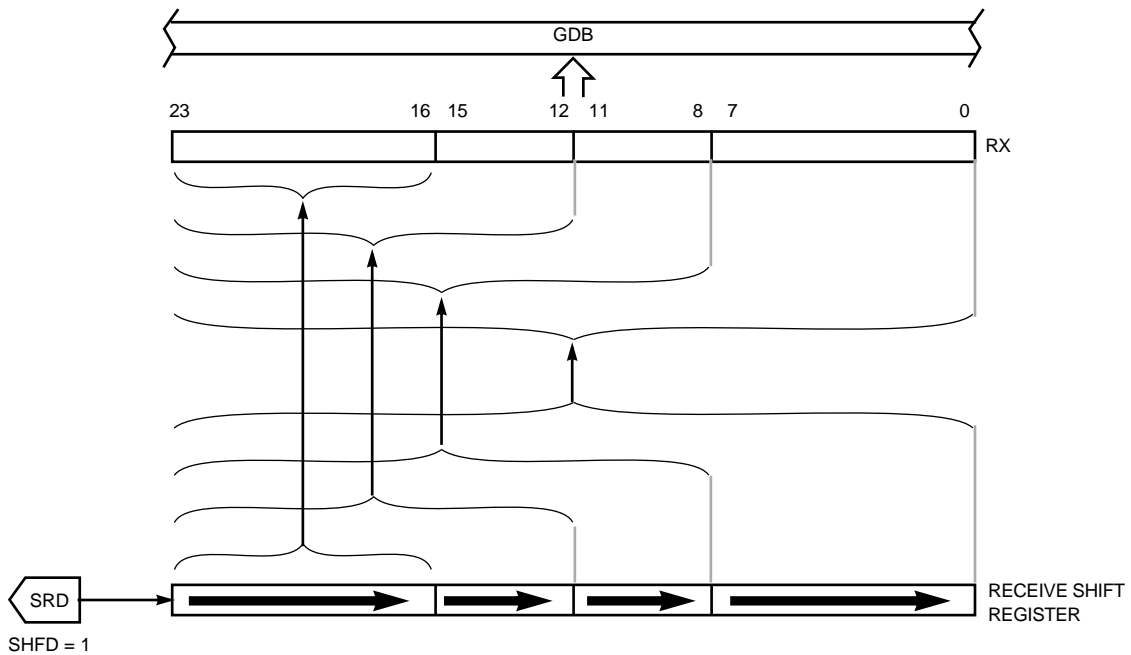 GDB
23 16 15 12 11 8 7 0
RX
SRD
RECEIVE SHIFT
REGISTER
SHFD = 1